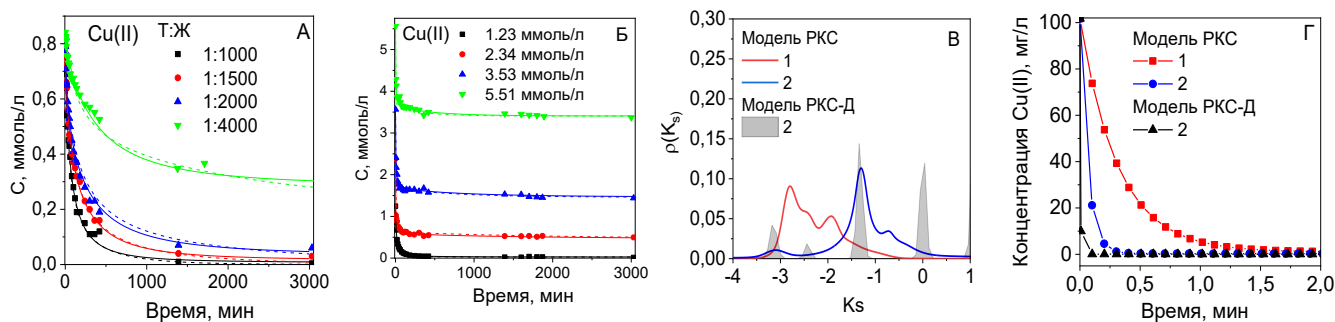 Cu(II) Т:Ж А
1:1000
1:1500
1:2000
1:4000
0,8
0,6
0,4
0,2
0,0
С, ммоль/л
0 1000 2000 3000
Время, мин
Cu(II) Б
1.23 ммоль/л
2.34 ммоль/л
3.53 ммоль/л
5.51 ммоль/л
5
4
3
2
1
0
С, ммоль/л
0 1000 2000 3000
Время, мин
В
Модель РКС
1
2
Модель РКС-Д
2
0,30
0,25
0,20
0,15
0,10
0,05
0,00
ρ(Ks)
-4 -3 -2 -1 0 1
Ks
Г
Модель РКС
1
2
Модель РКС-Д
2
100
80
60
40
20
0
Концентрация Cu(II), мг/л
0,0 0,5 1,0 1,5 2,0
Время, мин